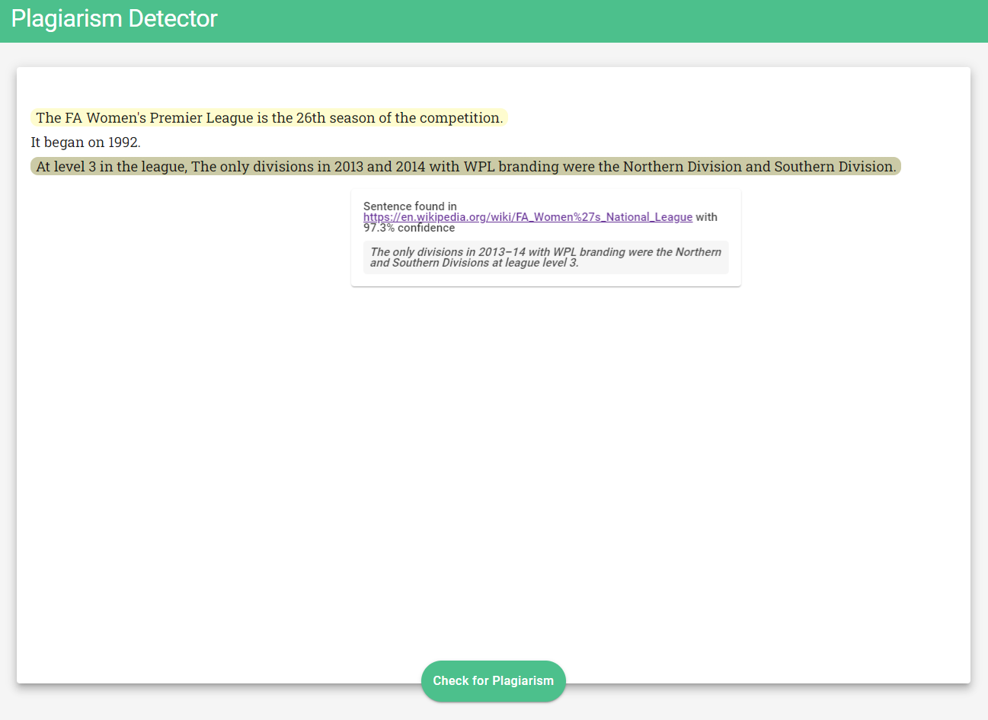 Plagiarism Detector
The FA Women's Premier League is the 26th season of the competition.
It began on 1992.
At level 3 in the league, The only divisions in 2013 and 2014 with WPL branding were the Northern Division and Southern Division.
Sentence found in
https://en.wikipedia.org/wiki/FA_Women%27s_National_League with
97.3% confidence
The only divisions in 2013–14 with WPL branding were the Northern
and Southern Divisions at league level 3.
Check for Plagiarism